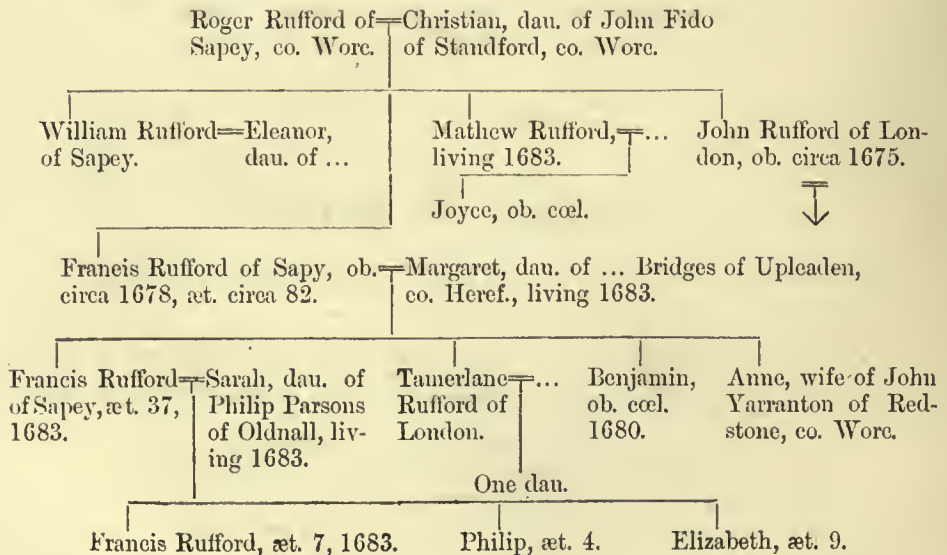 Roger Rufford of Sapey, co. Worc.
Christian, dau. of John Fido of Standford, co. Worc.
William Rufford of Sapey.
Eleanor, dau. of ...
Mathew Rufford, living 1683.
...
John Rufford of London, ob. circa 1675.
Joyce, ob. cœl.
Francis Rufford of Sapy, ob. circa 1678, æt. circa 82.
Margaret, dau. of ... Bridges of Upleaden, co. Heref., living 1683.
Francis Rufford of Sapey, æt. 37, 1683.
Sarah, dau. of Philip Parsons of Oldnall, living 1683.
Tamerlane Rufford of London.
...
Benjamin, ob. cœl. 1680.
Anne, wife of John Yarranton of Redstone, co. Worc.
One dau.
Francis Rufford, æt. 7, 1683.
Philip, æt. 4.
Elizabeth, æt. 9.